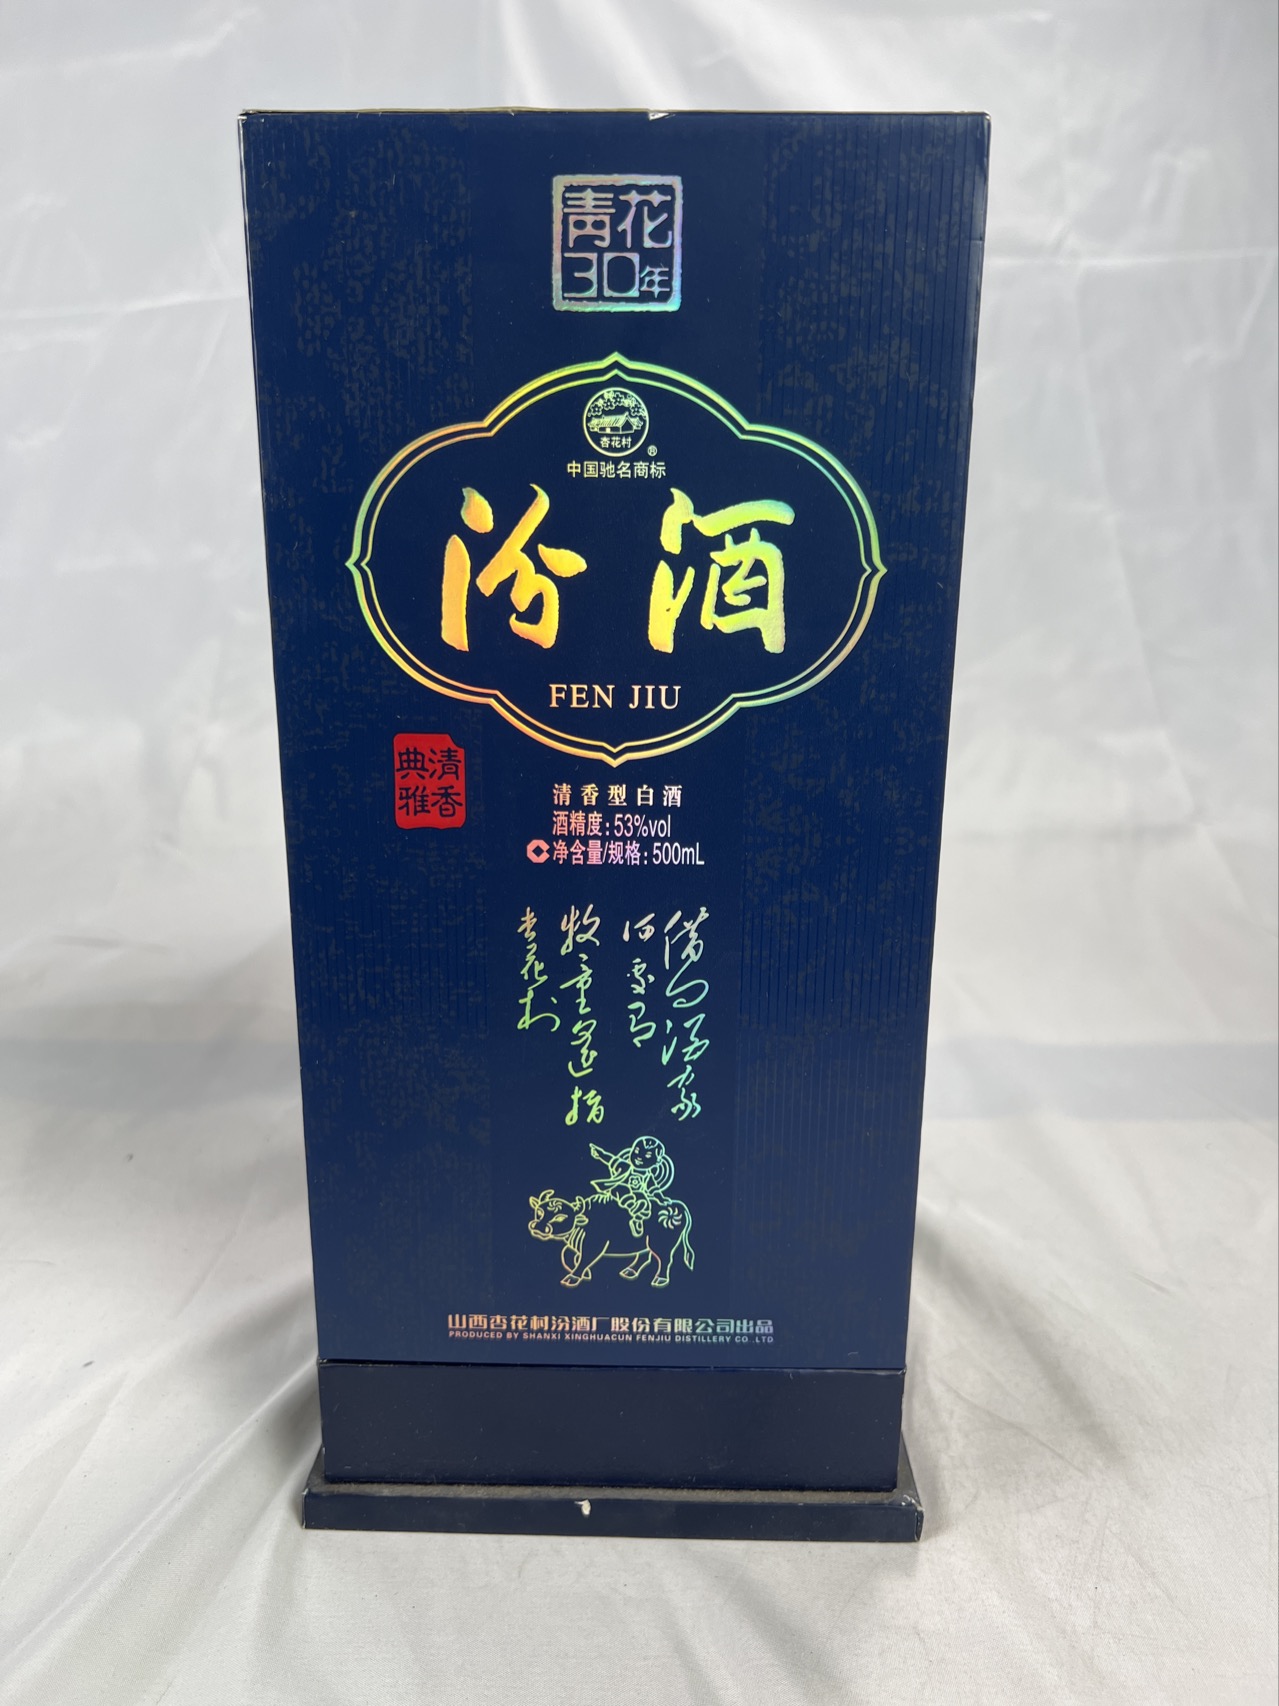 青花
30年
杏花村
®
中国驰名商标
汾酒
FEN JIU
清香
典雅
清香型白酒
酒精度:53%vol
净含量/规格:500mL
借问酒家
何处有
牧童遥指
杏花村
山西杏花村汾酒厂股份有限公司出品
PRODUCED BY SHANXI XINGHUACUN FENJIU DISTILLERY CO.,LTD